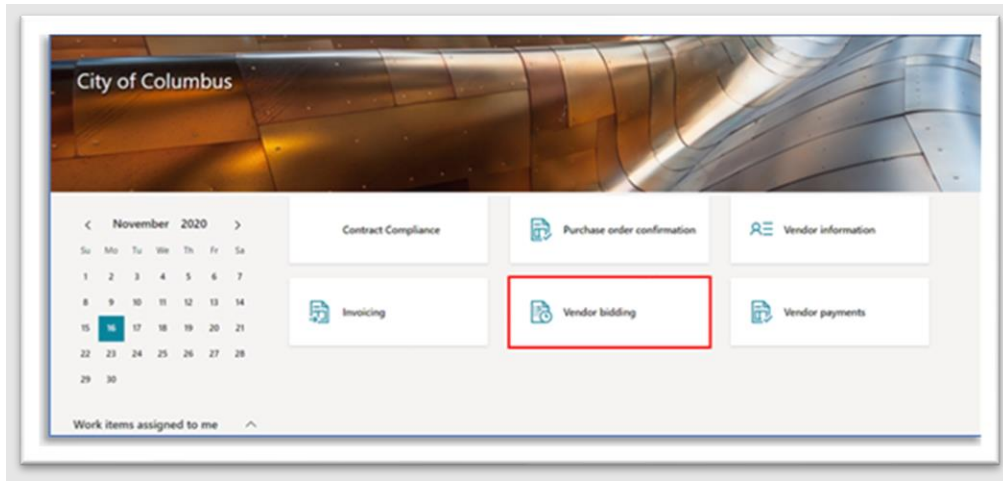 City of Columbus
November 2020
Su Mo Tu We Th Fr Sa
1 2 3 4 5 6 7
8 9 10 11 12 13 14
15 16 17 18 19 20 21
22 23 24 25 26 27 28
29 30
Work items assigned to me
Contract Compliance
Purchase order confirmation
Vendor information
Invoicing
Vendor bidding
Vendor payments